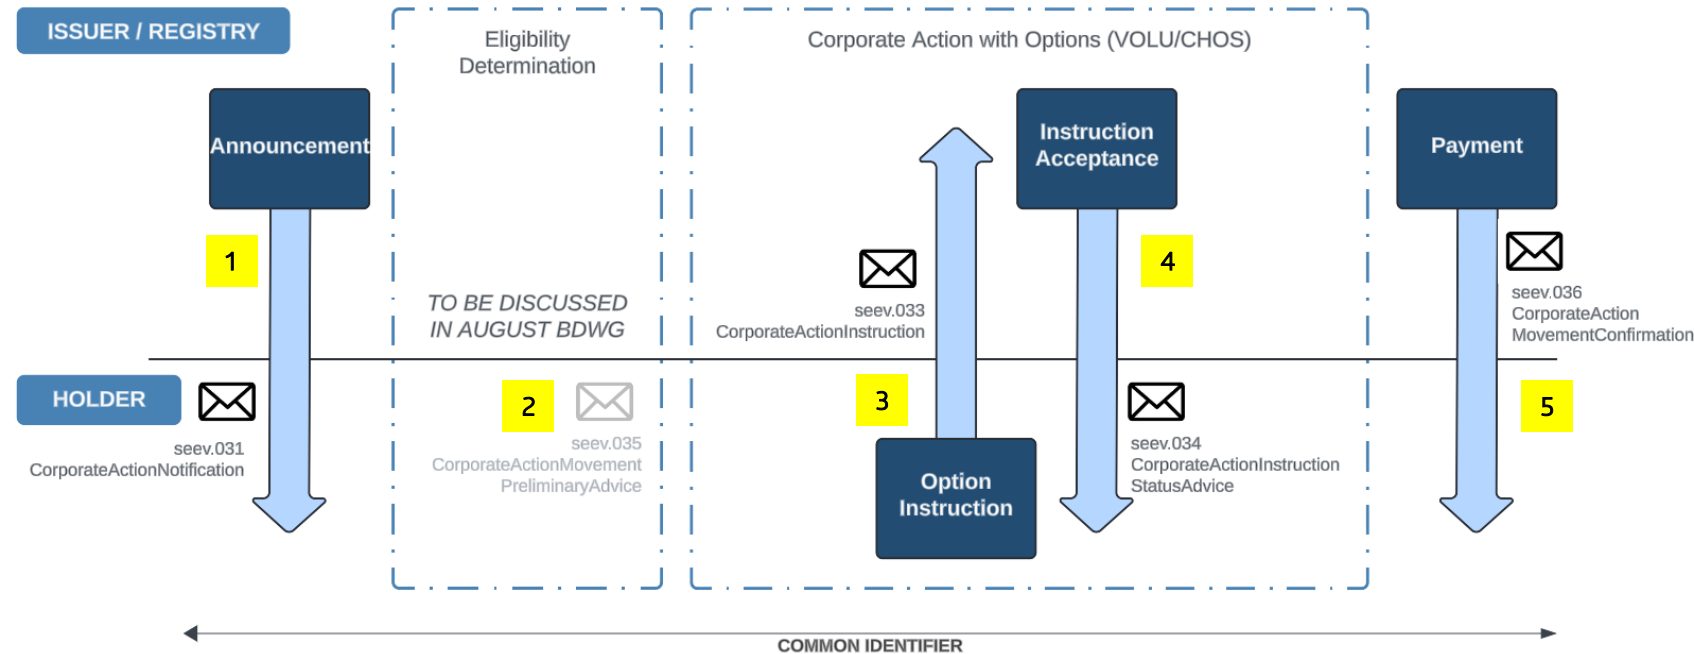 ISSUER / REGISTRY
Eligibility
Determination
Corporate Action with Options (VOLU/CHOS)
Announcement
Instruction
Acceptance
Payment
1
4
seev.033
CorporateActionInstruction
seev.036
CorporateAction
MovementConfirmation
TO BE DISCUSSED
IN AUGUST BDWG
HOLDER
seev.031
CorporateActionNotification
2
seev.035
CorporateActionMovement
PreliminaryAdvice
3
Option
Instruction
seev.034
CorporateActionInstruction
StatusAdvice
5
COMMON IDENTIFIER